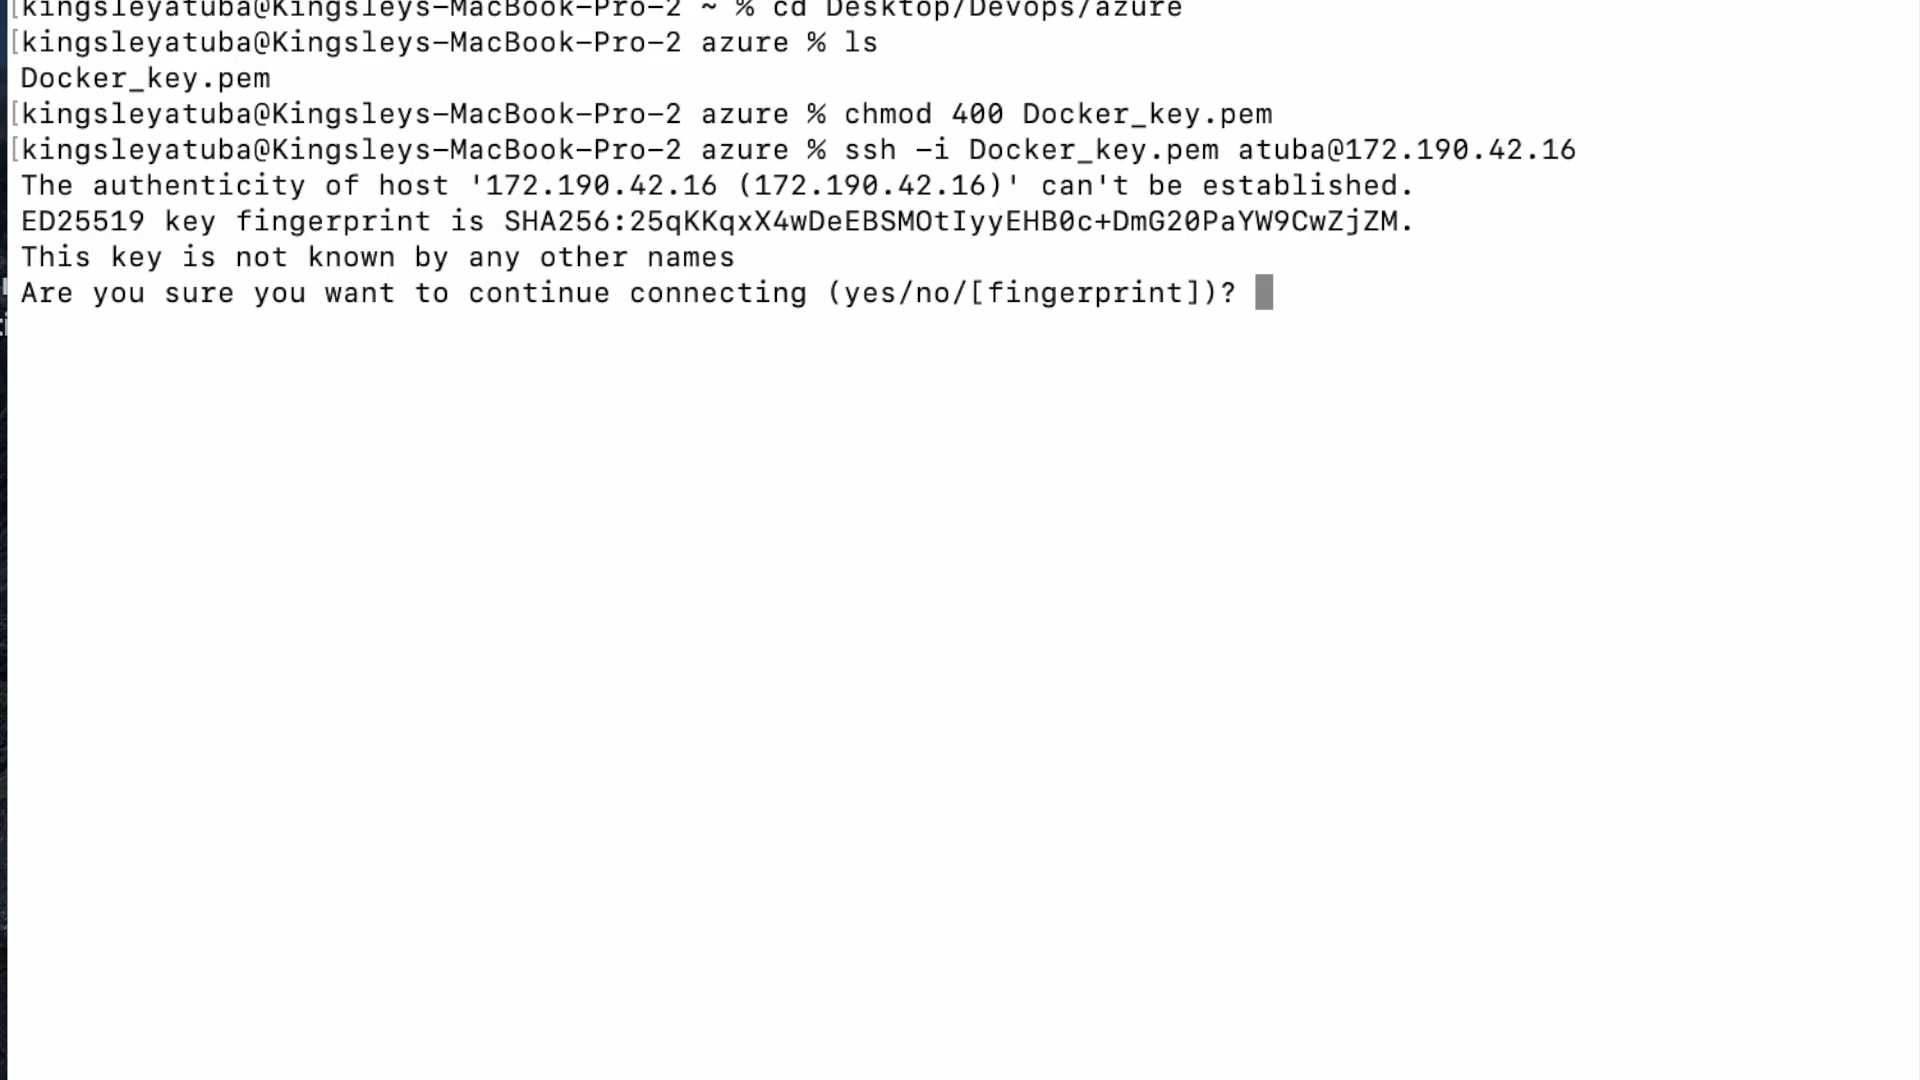 [kingsleyatuba@Kingsleys-MacBook-Pro-2 ~ % cd Desktop/Devops/azure
[kingsleyatuba@Kingsleys-MacBook-Pro-2 azure % ls
Docker_key.pem
[kingsleyatuba@Kingsleys-MacBook-Pro-2 azure % chmod 400 Docker_key.pem
[kingsleyatuba@Kingsleys-MacBook-Pro-2 azure % ssh -i Docker_key.pem atuba@172.190.42.16
The authenticity of host '172.190.42.16 (172.190.42.16)' can't be established.
ED25519 key fingerprint is SHA256:25qKKqxX4wDeEBSMOtIyyEHB0c+DmG20PaYW9CwZjZM.
This key is not known by any other names
Are you sure you want to continue connecting (yes/no/[fingerprint])?